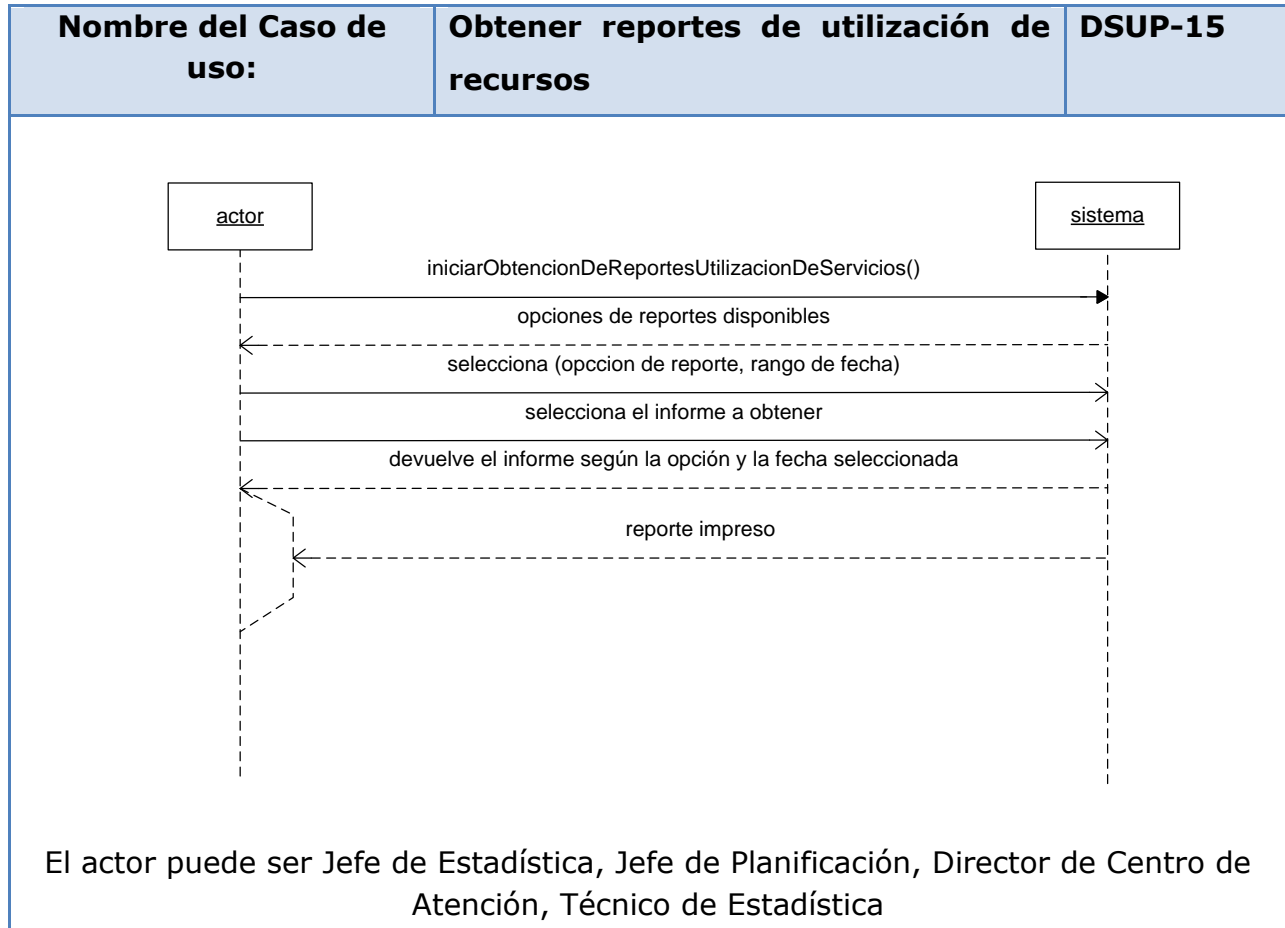 Nombre del Caso de
uso:
Obtener reportes de utilización de
recursos
DSUP-15
actor
sistema
iniciarObtencionDeReportesUtilizacionDeServicios()
opciones de reportes disponibles
selecciona (opccion de reporte, rango de fecha)
selecciona el informe a obtener
devuelve el informe según la opción y la fecha seleccionada
reporte impreso
El actor puede ser Jefe de Estadística, Jefe de Planificación, Director de Centro de
Atención, Técnico de Estadística